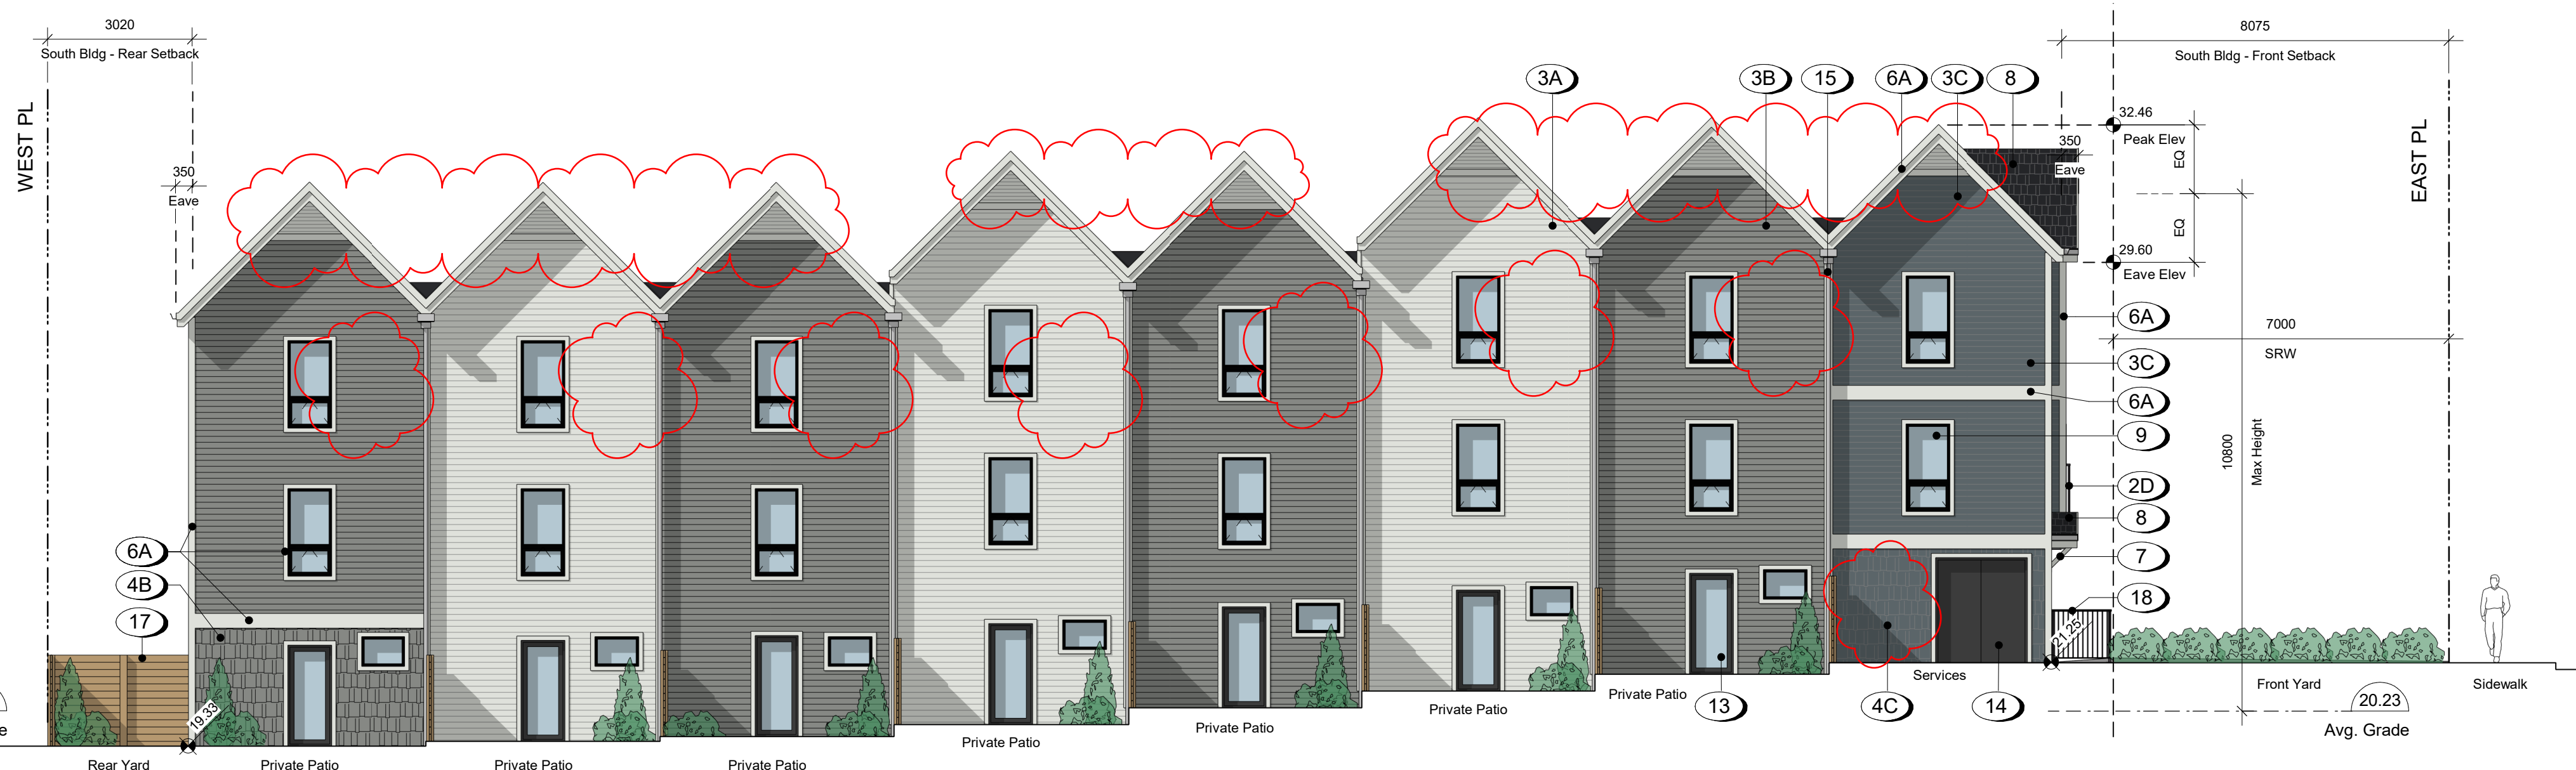 3020
South Bldg - Rear Setback
8075
South Bldg - Front Setback
3A
3B
15
6A
3C
8
WEST PL
EAST PL
32.46
Peak Elev
350
Eave
350
Eave
EQ
EQ
29.60
Eave Elev
6A
7000
SRW
3C
6A
9
10800
Max Height
2D
8
7
18
6A
4B
17
19.33
21.25
Services
Private Patio
Private Patio
Private Patio
Private Patio
Private Patio
Private Patio
Private Patio
Rear Yard
13
4C
14
Front Yard
Sidewalk
20.23
Avg. Grade
e